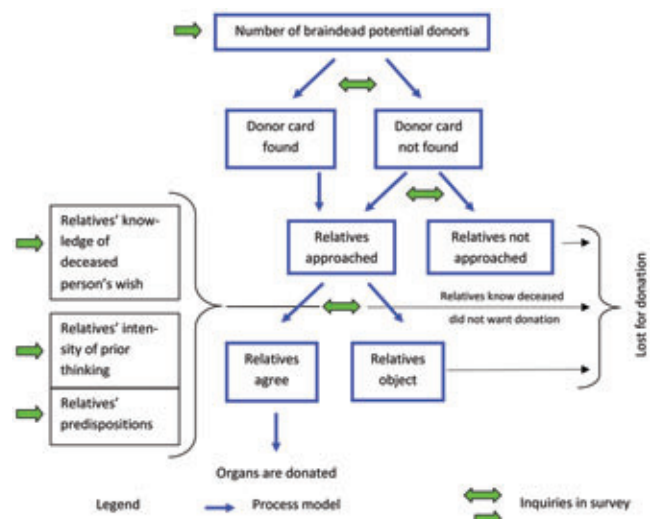 Number of braindead potential donors
Donor card
found
Donor card
not found
Relatives' know-
ledge of
deceased
person's wish
Relatives
approached
Relatives not
approached
Relatives know deceased
did not want donation
Lost for donation
Relatives' inten-
sity of prior
thinking
Relatives'
predispositions
Relatives
agree
Relatives
object
Organs are donated
Legend
Process model
Inquiries in survey